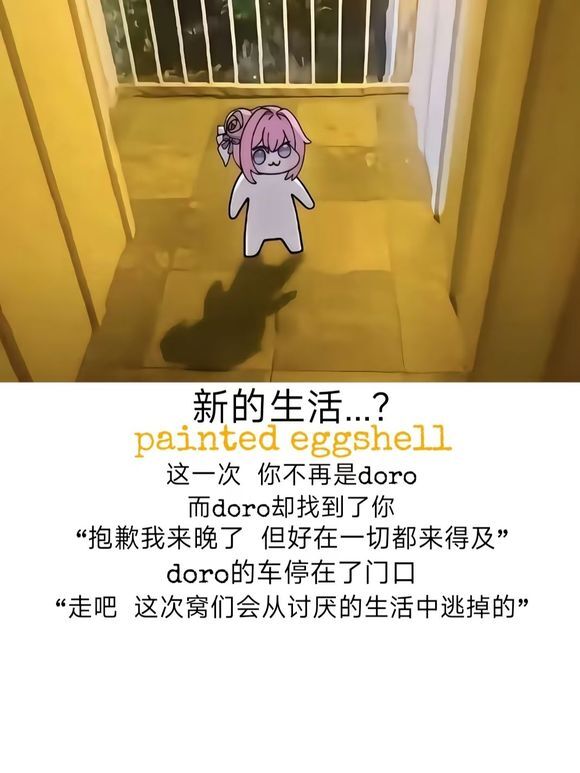 新的生活...?
painted eggshell
这一次 你不再是doro
而doro却找到了你
“抱歉我来晚了 但好在一切都来得及”
doro的车停在了门口
“走吧 这次窝们会从讨厌的生活中逃掉的”